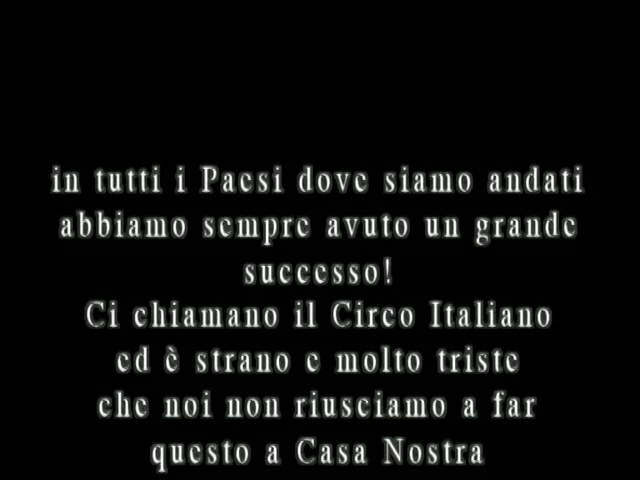 in tutti i Paesi dove siamo andati
abbiamo sempre avuto un grande
successo!
Ci chiamano il Circo Italiano
ed è strano e molto triste
che noi non riusciamo a far
questo a Casa Nostra